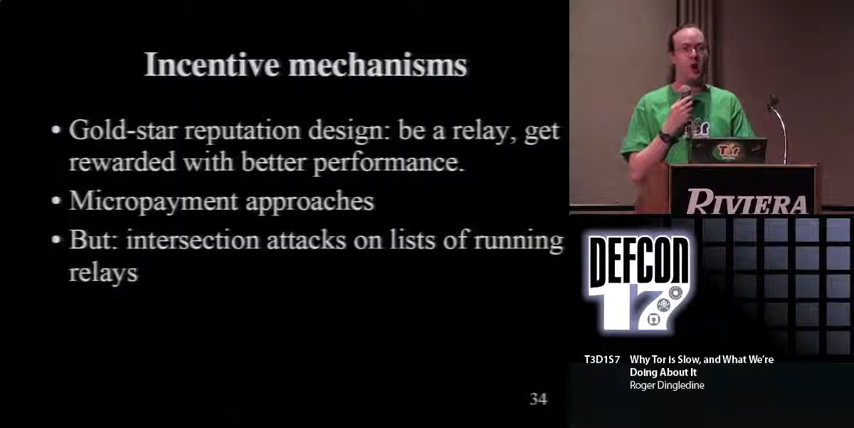 Incentive mechanisms
• Gold-star reputation design: be a relay, get
rewarded with better performance.
• Micropayment approaches
• But: intersection attacks on lists of running
relays
34
Tor
RIVIERA
DEFCON
17
T3D1S7 Why Tor is Slow, and What We're
Doing About It
Roger Dingledine